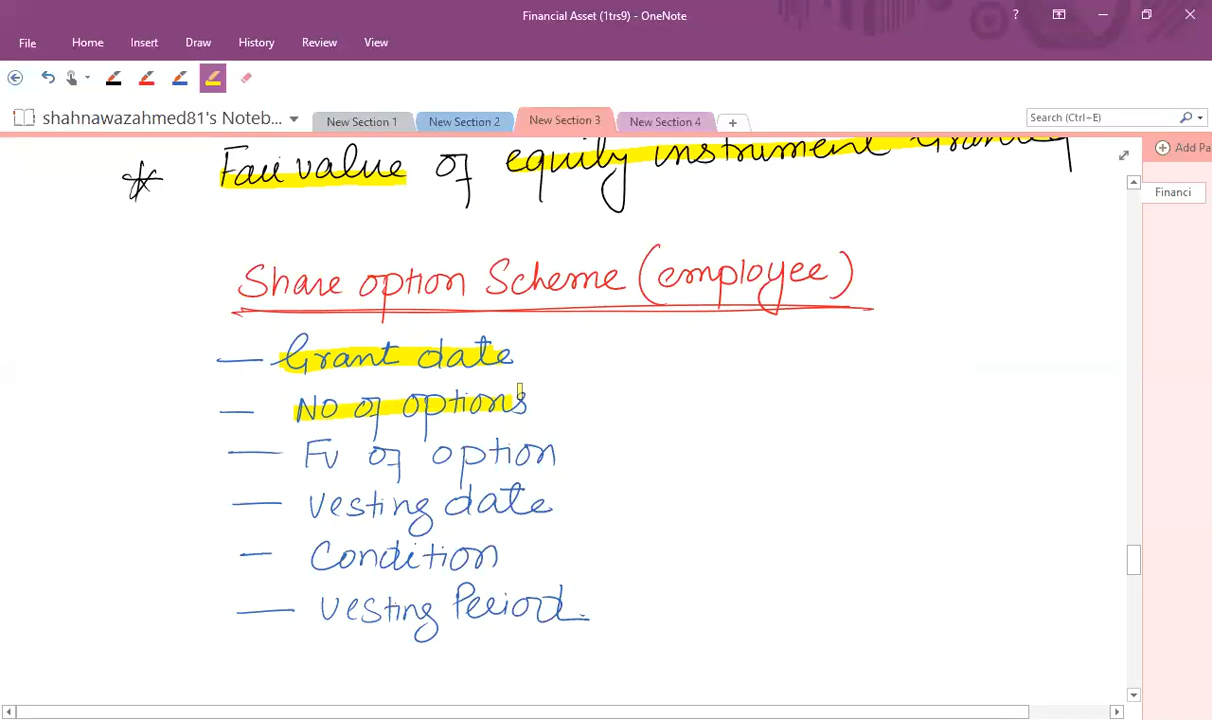 Financial Asset (1trs9) - OneNote
?
File Home Insert Draw History Review View
shahnawazahmed81's Noteb... New Section 1 New Section 2 New Section 3 New Section 4 + Search (Ctrl+E)
Add Pa
Financi
* Fair value of equity instrument
Share option Scheme (employee)
— Grant date
— No of options
— Fv of option
— Vesting date
— Condition
— Vesting Period